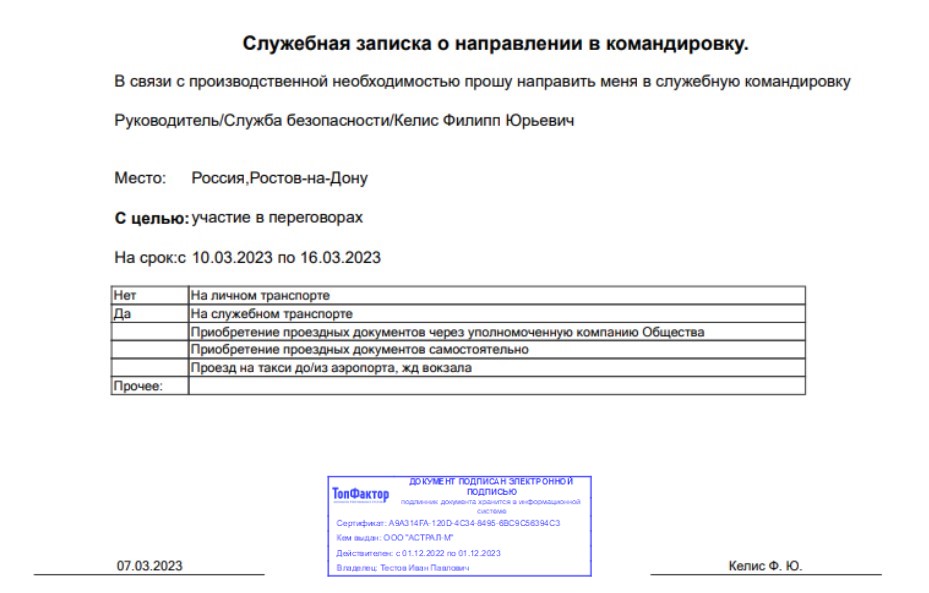 Служебная записка о направлении в командировку.
В связи с производственной необходимостью прошу направить меня в служебную командировку
Руководитель/Служба безопасности/Келис Филипп Юрьевич
Место: Россия,Ростов-на-Дону
С целью: участие в переговорах
На срок:с 10.03.2023 по 16.03.2023
Нет На личном транспорте
Да На служебном транспорте
Приобретение проездных документов через уполномоченную компанию Общества
Приобретение проездных документов самостоятельно
Проезд на такси до/из аэропорта, жд вокзала
Прочее:
ТопФактор
ДОКУМЕНТ ПОДПИСАН ЭЛЕКТРОННОЙ
ПОДПИСЬЮ
подлинник документа хранится в информационной
системе
Сертификат: A9A314FA-120D-4C34-8495-6BC9C56394C3
Кем выдан: ООО "АСТРАЛ-М"
Действителен: с 01.12.2022 по 01.12.2023
Владелец: Тестов Иван Павлович
07.03.2023
Келис Ф. Ю.